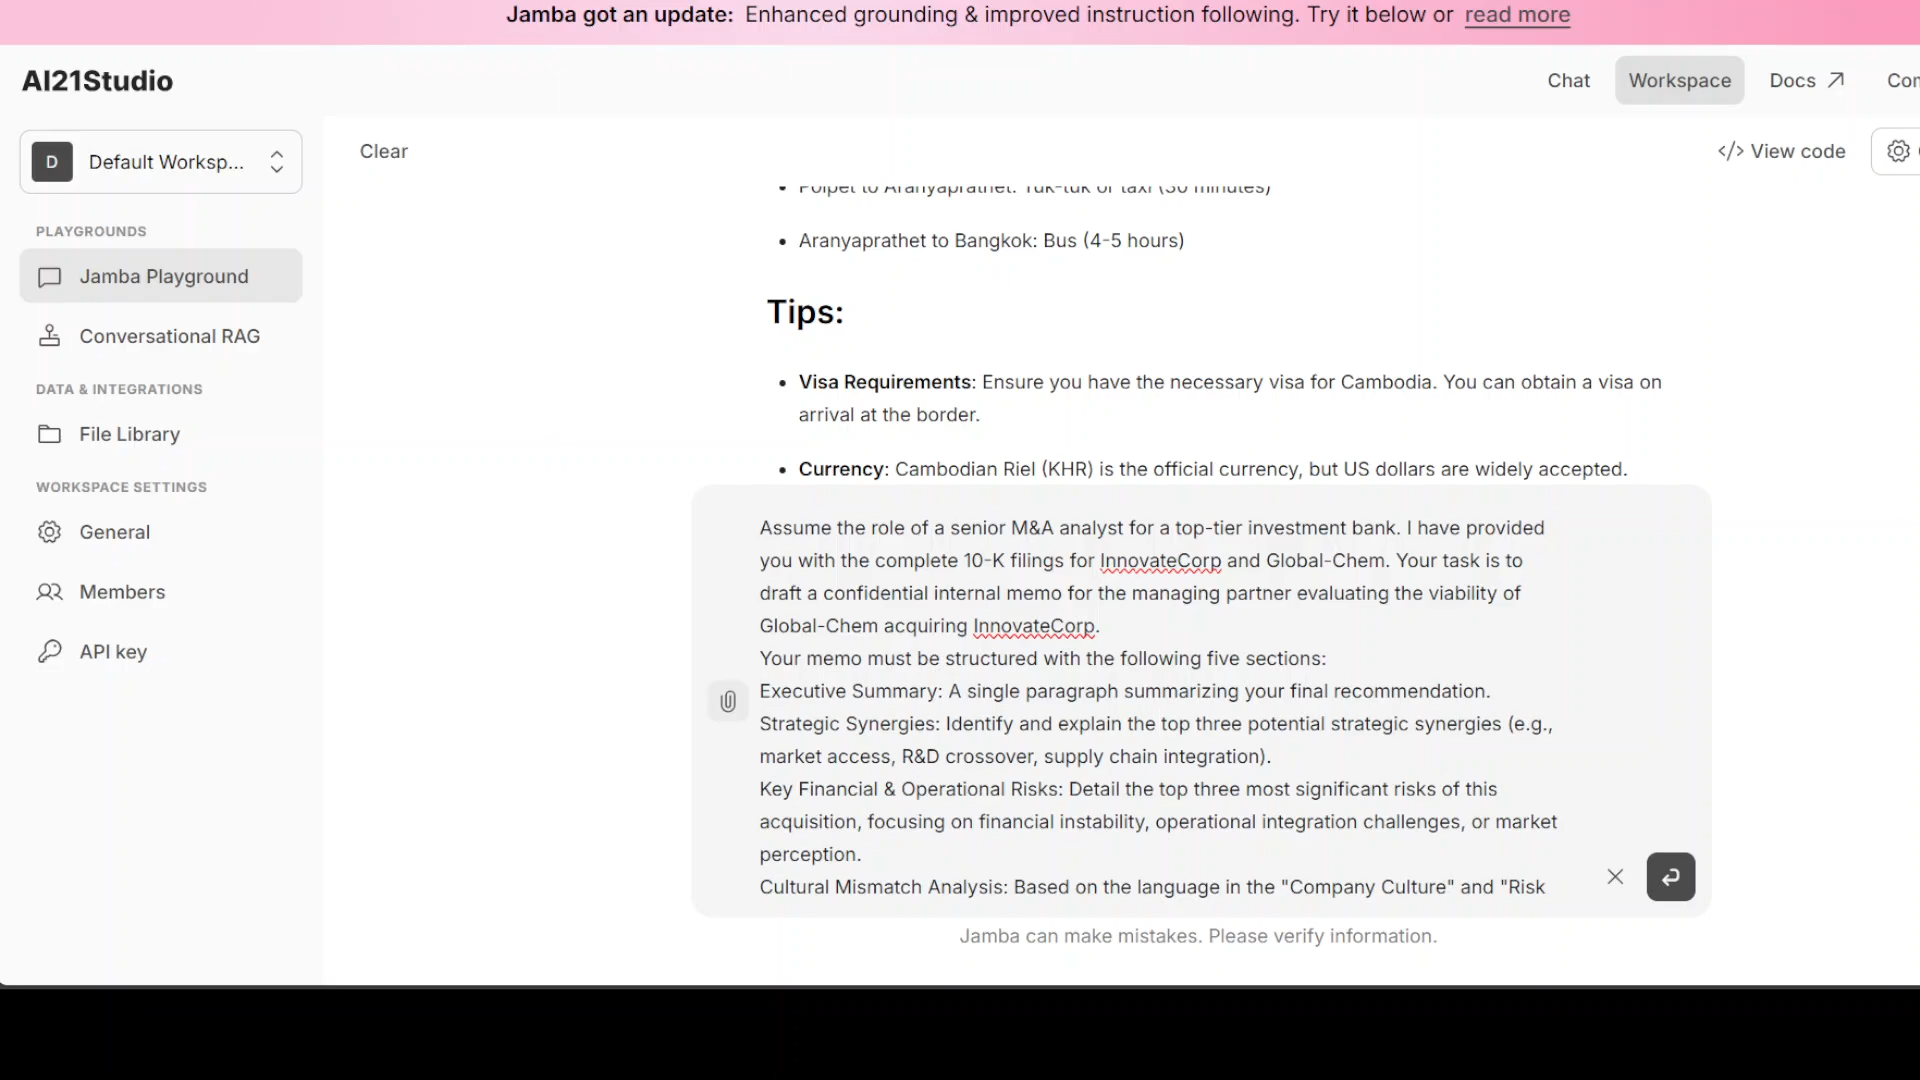 Jamba got an update: Enhanced grounding & improved instruction following. Try it below or read more
AI21Studio
Chat
Workspace
Docs
D
Default Worksp...
Clear
</> View code
PLAYGROUNDS
Jamba Playground
Conversational RAG
DATA & INTEGRATIONS
File Library
WORKSPACE SETTINGS
General
Members
API key
Poipet to Aranyaprathet: Tuk-tuk or taxi (30 minutes)
Aranyaprathet to Bangkok: Bus (4-5 hours)
Tips:
Visa Requirements: Ensure you have the necessary visa for Cambodia. You can obtain a visa on
arrival at the border.
Currency: Cambodian Riel (KHR) is the official currency, but US dollars are widely accepted.
Assume the role of a senior M&A analyst for a top-tier investment bank. I have provided
you with the complete 10-K filings for InnovateCorp and Global-Chem. Your task is to
draft a confidential internal memo for the managing partner evaluating the viability of
Global-Chem acquiring InnovateCorp.
Your memo must be structured with the following five sections:
Executive Summary: A single paragraph summarizing your final recommendation.
Strategic Synergies: Identify and explain the top three potential strategic synergies (e.g.,
market access, R&D crossover, supply chain integration).
Key Financial & Operational Risks: Detail the top three most significant risks of this
acquisition, focusing on financial instability, operational integration challenges, or market
perception.
Cultural Mismatch Analysis: Based on the language in the "Company Culture" and "Risk
Jamba can make mistakes. Please verify information.